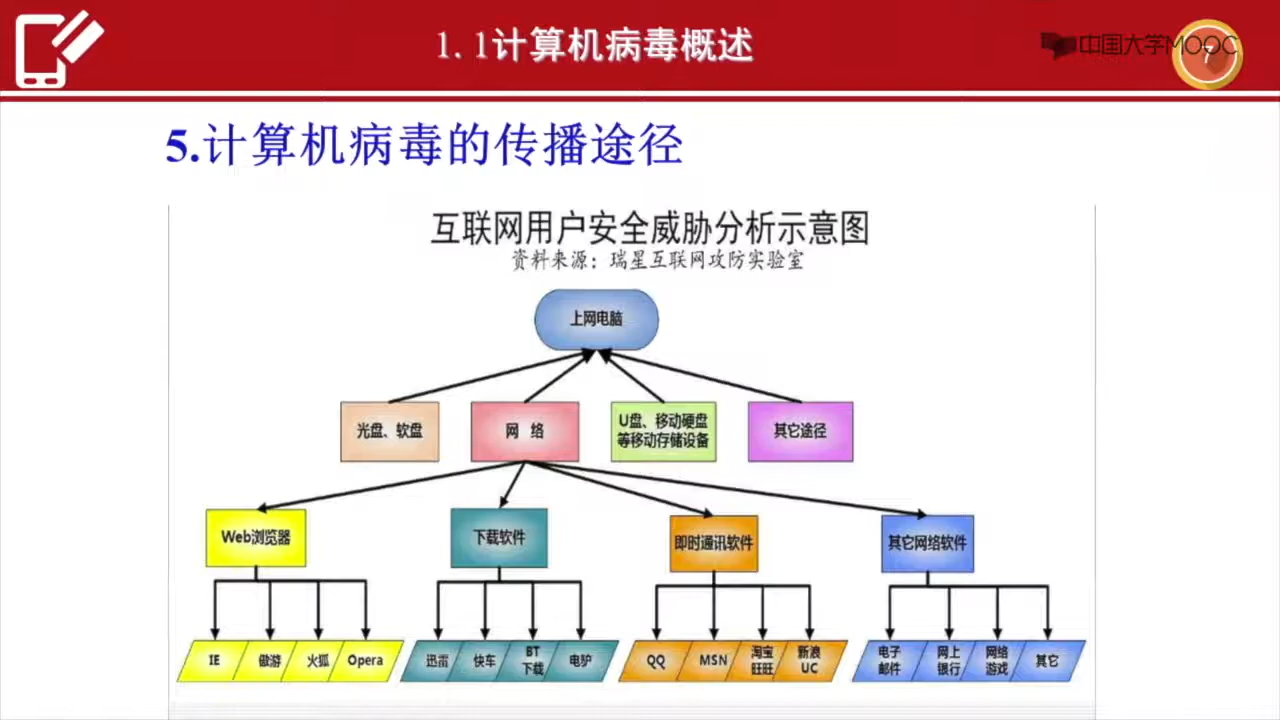 1.1计算机病毒概述
中国大学MOOC
7
5.计算机病毒的传播途径
互联网用户安全威胁分析示意图
资料来源：瑞星互联网攻防实验室
上网电脑
光盘、软盘
网 络
U盘、移动硬盘
等移动存储设备
其它途径
Web浏览器
下载软件
即时通讯软件
其它网络软件
IE
傲游
火狐
Opera
迅雷
快车
BT
下载
电驴
QQ
MSN
淘宝
旺旺
新浪
UC
电子
邮件
网上
银行
网络
游戏
其它